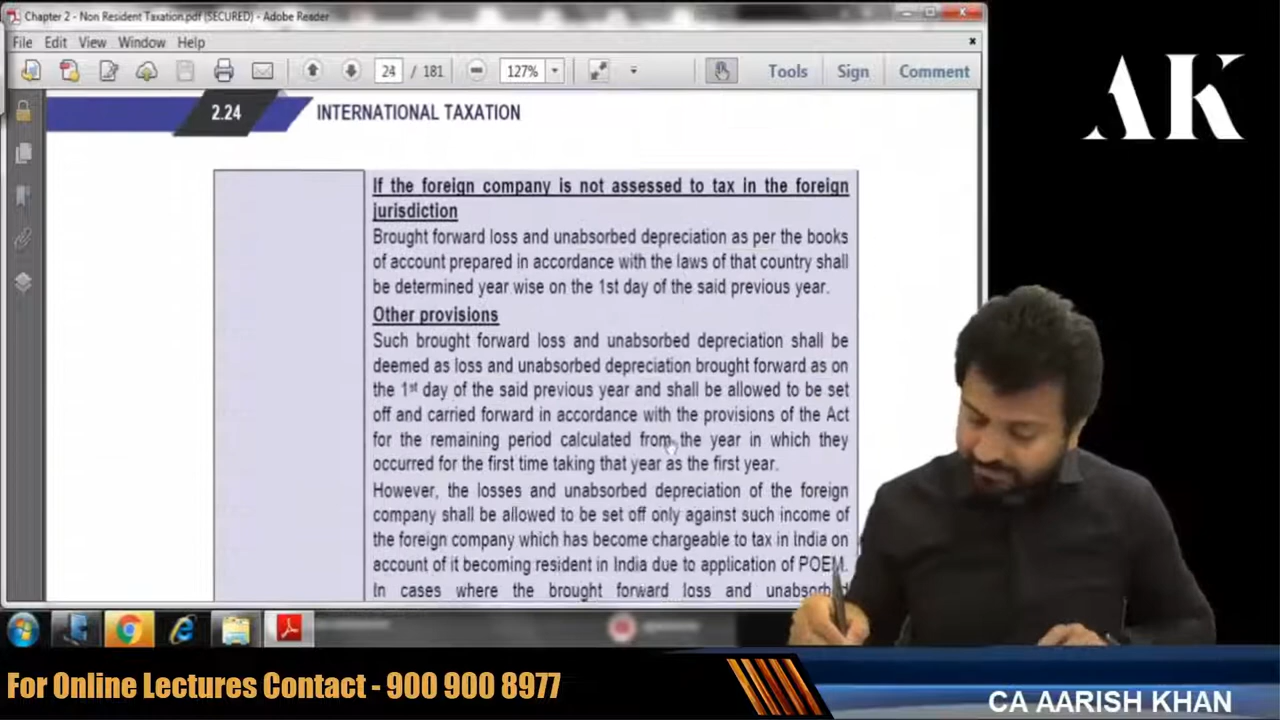 Chapter 2 - Non Resident Taxation.pdf (SECURED) - Adobe Reader
File Edit View Window Help
24 / 181 127% Tools Sign Comment
2.24 INTERNATIONAL TAXATION
AK
If the foreign company is not assessed to tax in the foreign
jurisdiction
Brought forward loss and unabsorbed depreciation as per the books
of account prepared in accordance with the laws of that country shall
be determined year wise on the 1st day of the said previous year.
Other provisions
Such brought forward loss and unabsorbed depreciation shall be
deemed as loss and unabsorbed depreciation brought forward as on
the 1st day of the said previous year and shall be allowed to be set
off and carried forward in accordance with the provisions of the Act
for the remaining period calculated from the year in which they
occurred for the first time taking that year as the first year.
However, the losses and unabsorbed depreciation of the foreign
company shall be allowed to be set off only against such income of
the foreign company which has become chargeable to tax in India on
account of it becoming resident in India due to application of POEM.
In cases where the brought forward loss and unabsorbed
For Online Lectures Contact - 900 900 8977
CA AARISH KHAN